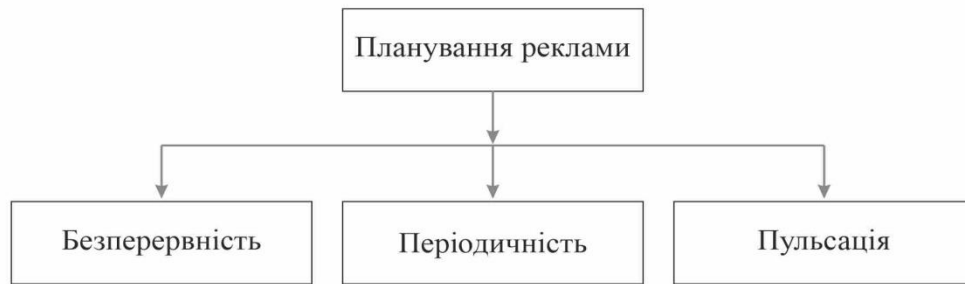 Планування реклами
Безперервність
Періодичність
Пульсація